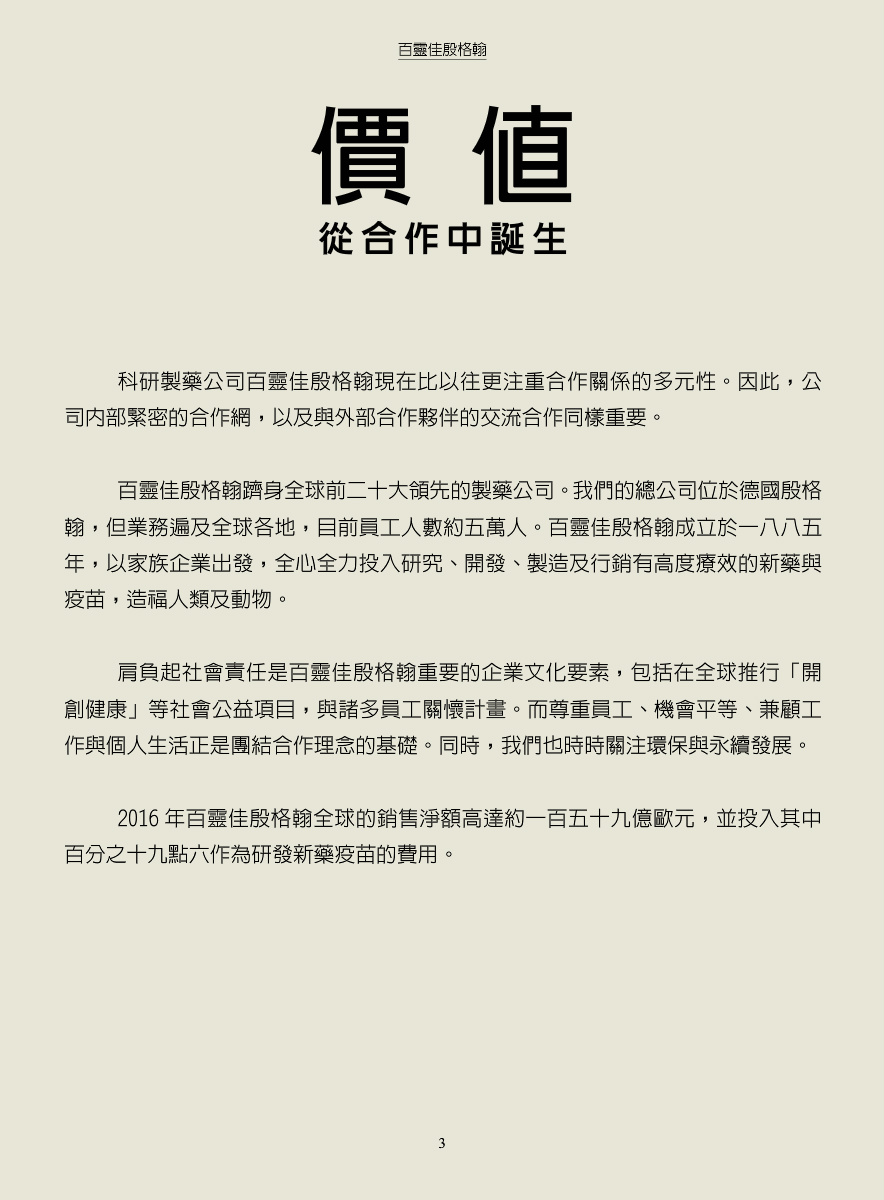 百靈佳殷格翰
價 值
從合作中誕生
科研製藥公司百靈佳殷格翰現在比以往更注重合作關係的多元性。因此，公
司內部緊密的合作網，以及與外部合作夥伴的交流合作同樣重要。
百靈佳殷格翰躋身全球前二十大領先的製藥公司。我們的總公司位於德國殷格
翰，但業務遍及全球各地，目前員工人數約五萬人。百靈佳殷格翰成立於一八八五
年，以家族企業出發，全心全力投入研究、開發、製造及行銷有高度療效的新藥與
疫苗，造福人類及動物。
肩負起社會責任是百靈佳殷格翰重要的企業文化要素，包括在全球推行「開
創健康」等社會公益項目，與諸多員工關懷計畫。而尊重員工、機會平等、兼顧工
作與個人生活正是團結合作理念的基礎。同時，我們也時時關注環保與永續發展。
2016 年百靈佳殷格翰全球的銷售淨額高達約一百五十九億歐元，並投入其中
百分之十九點六作為研發新藥疫苗的費用。
3